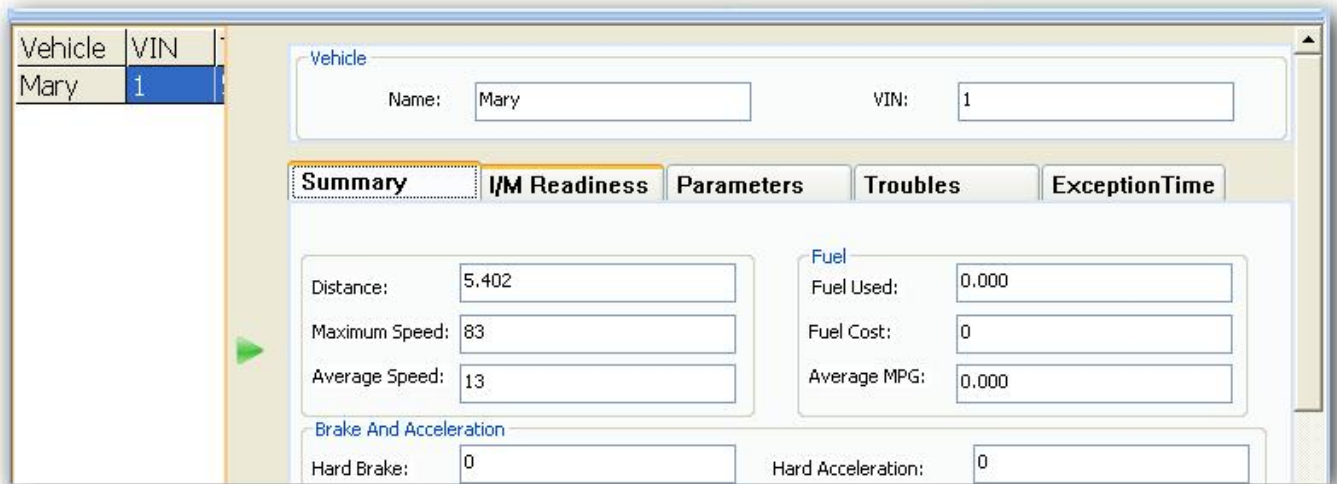 Vehicle VIN
Mary 1
Vehicle
Name: Mary VIN: 1
Summary I/M Readiness Parameters Troubles ExceptionTime
Fuel
Distance: 5.402 Fuel Used: 0.000
Maximum Speed: 83 Fuel Cost: 0
Average Speed: 13 Average MPG: 0.000
Brake And Acceleration
Hard Brake: 0 Hard Acceleration: 0